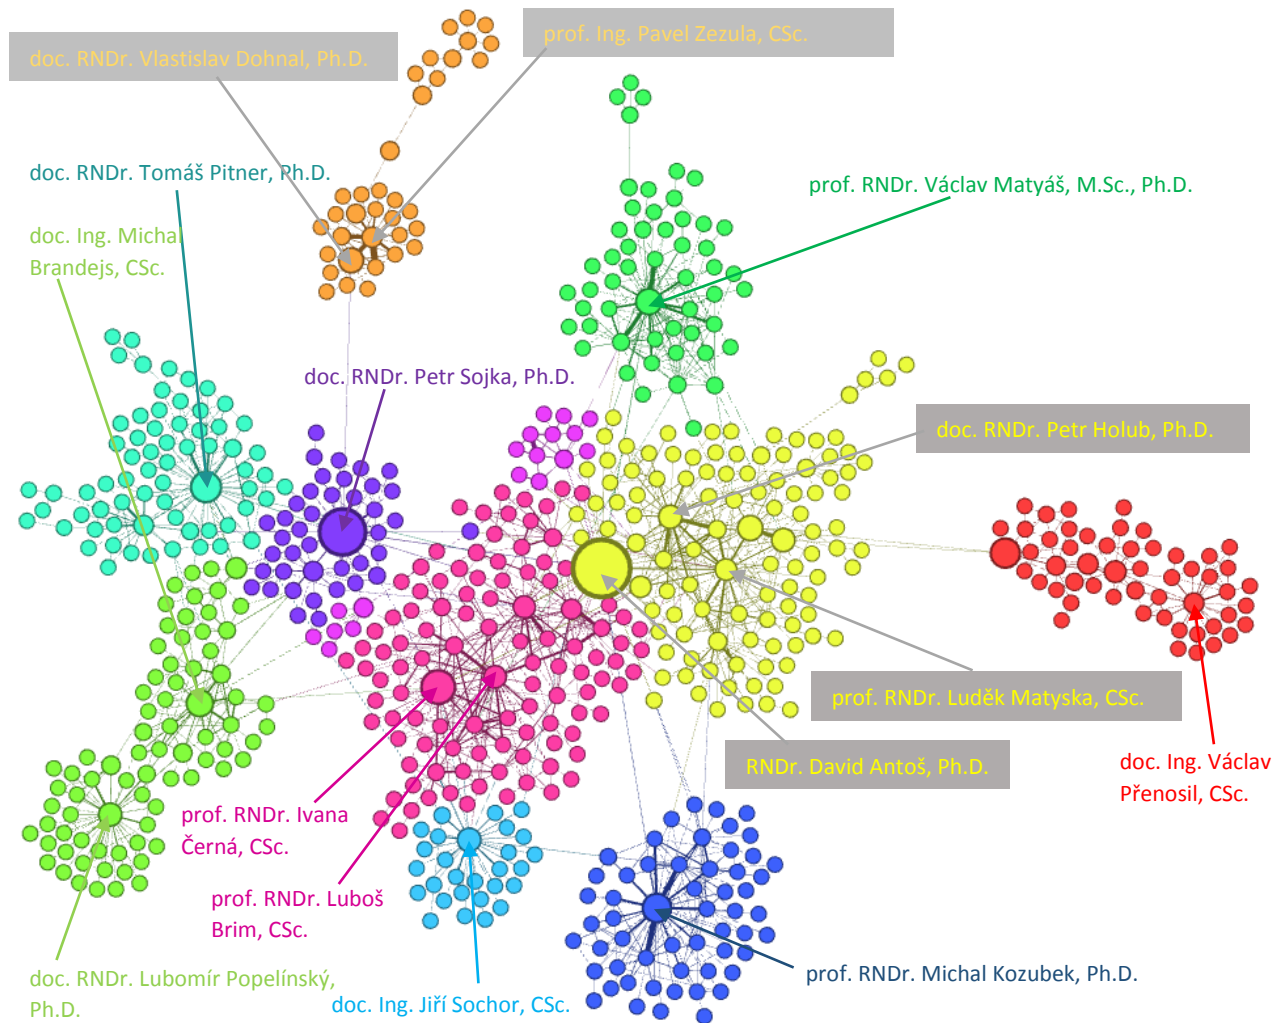 prof. Ing. Pavel Zezula, CSc.
doc. RNDr. Vlastislav Dohnal, Ph.D.
doc. RNDr. Tomáš Pitner, Ph.D.
prof. RNDr. Václav Matyáš, M.Sc., Ph.D.
doc. Ing. Michal
Brandejs, CSc.
doc. RNDr. Petr Sojka, Ph.D.
doc. RNDr. Petr Holub, Ph.D.
prof. RNDr. Luděk Matyska, CSc.
RNDr. David Antoš, Ph.D.
doc. Ing. Václav
Přenosil, CSc.
prof. RNDr. Ivana
Černá, CSc.
prof. RNDr. Luboš
Brim, CSc.
doc. RNDr. Lubomír Popelínský,
Ph.D.
doc. Ing. Jiří Sochor, CSc.
prof. RNDr. Michal Kozubek, Ph.D.